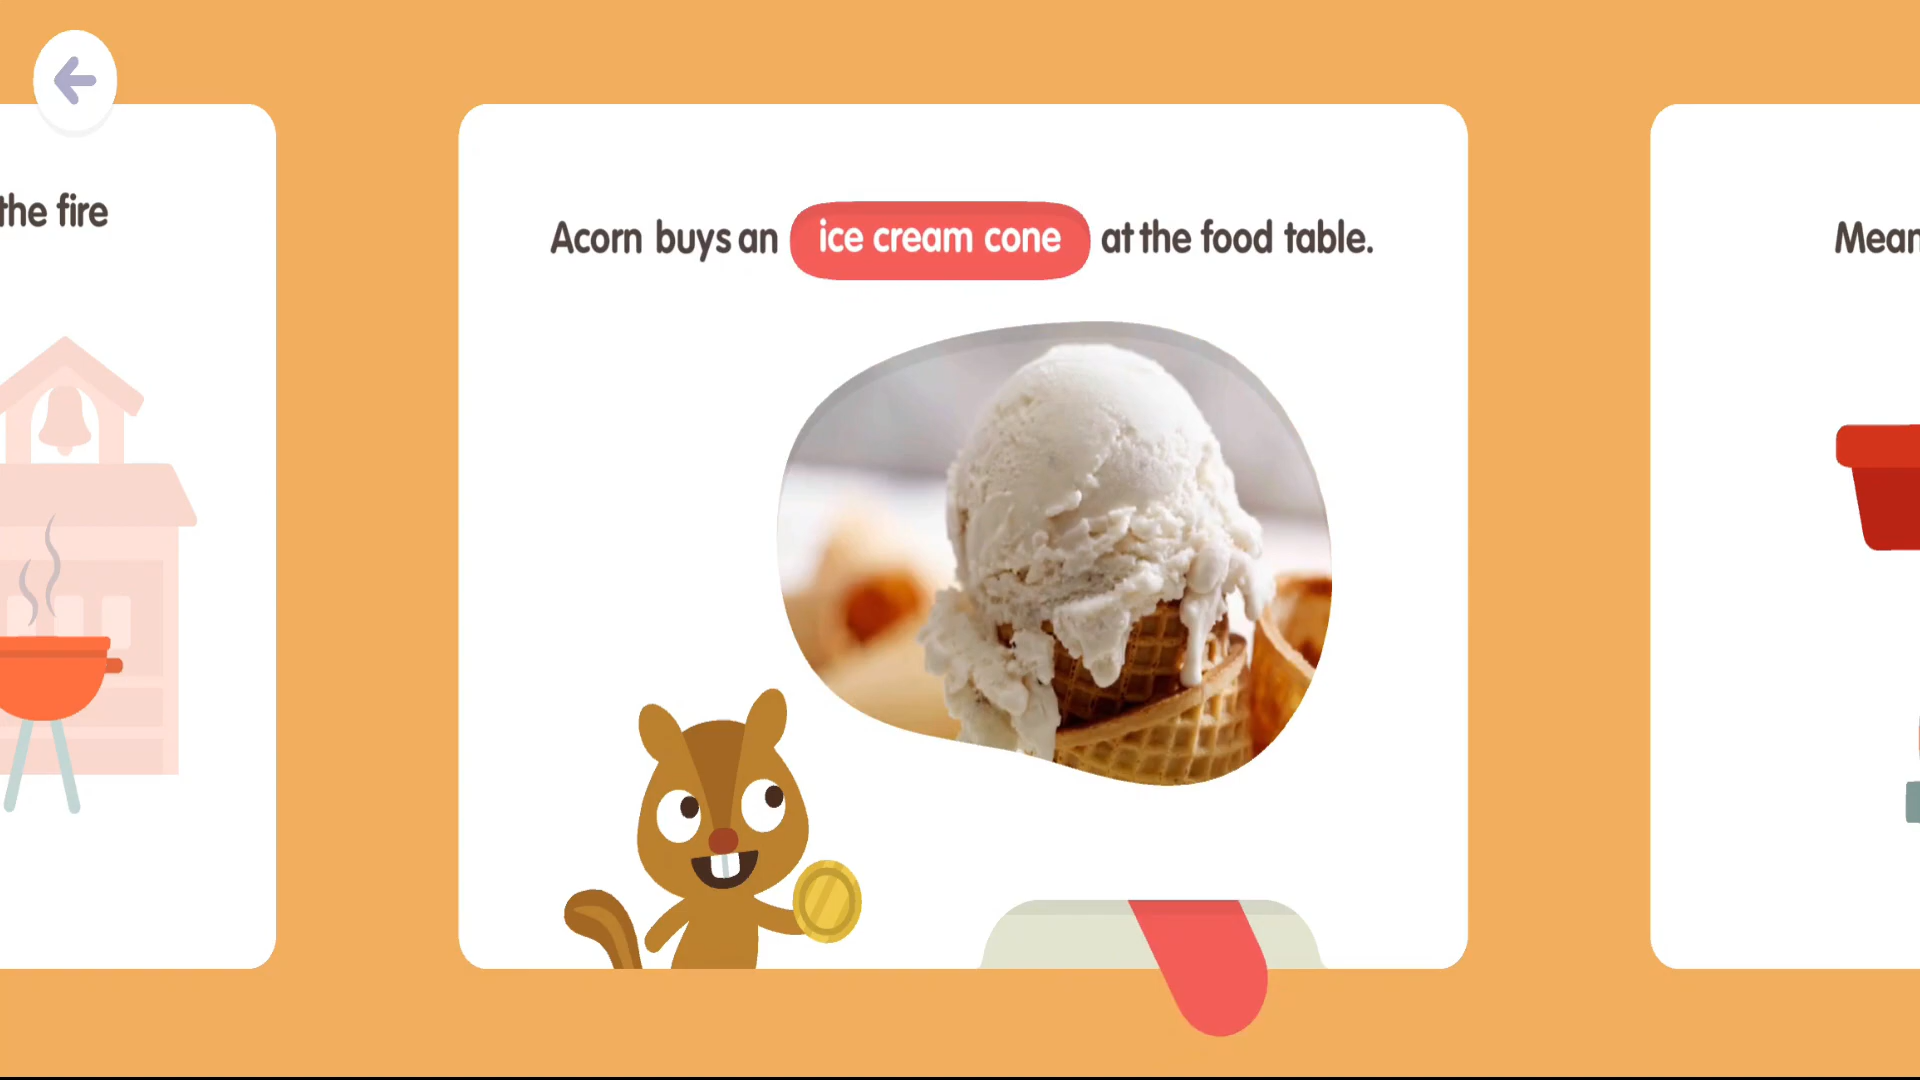 the fire
Acorn buys an ice cream cone at the food table.
Mean